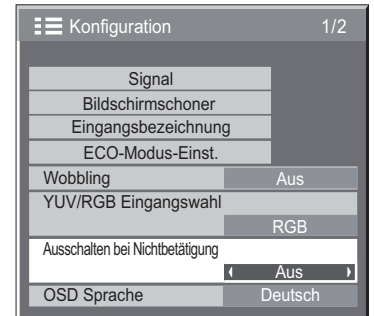 Konfiguration 1/2
Signal
Bildschirmschoner
Eingangsbezeichnung
ECO-Modus-Einst.
Wobbling Aus
YUV/RGB Eingangswahl
RGB
Ausschalten bei Nichtbetätigung
Aus
OSD Sprache Deutsch